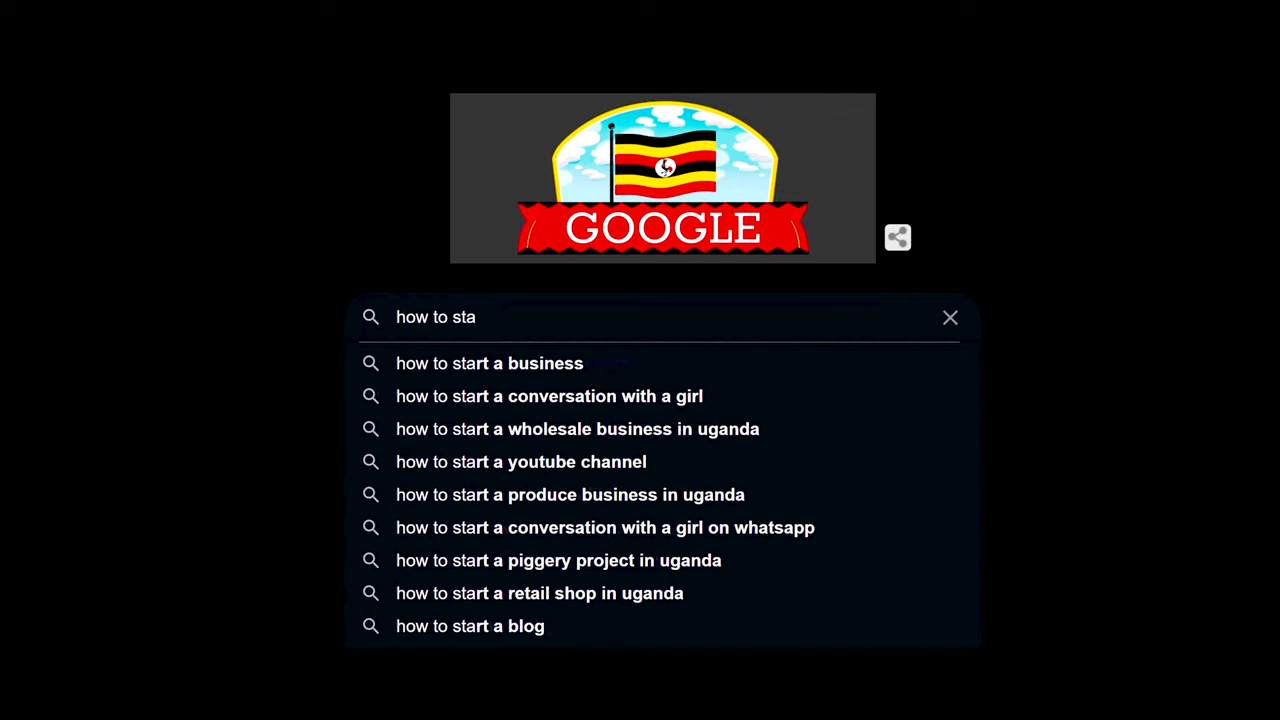 GOOGLE
how to sta
how to start a business
how to start a conversation with a girl
how to start a wholesale business in uganda
how to start a youtube channel
how to start a produce business in uganda
how to start a conversation with a girl on whatsapp
how to start a piggery project in uganda
how to start a retail shop in uganda
how to start a blog